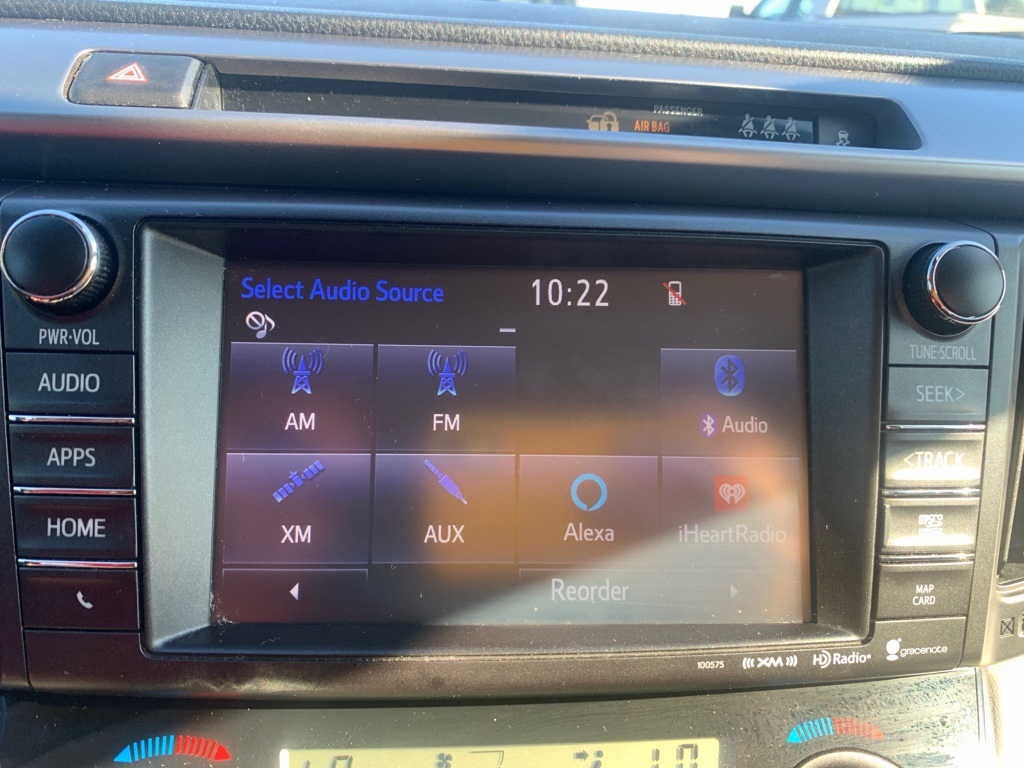 PASSENGER
AIR BAG
PWR·VOL
AUDIO
APPS
HOME
Select Audio Source
10:22
AM
FM
Audio
XM
AUX
Alexa
iHeartRadio
Reorder
TUNE·SCROLL
SEEK>
<TRACK
MAP
CARD
100575
XM
HD Radio®
gracenote